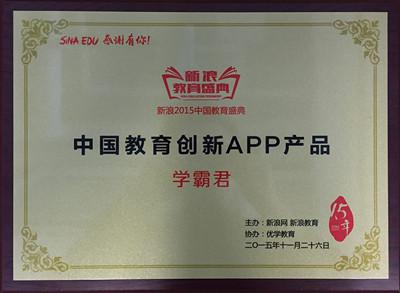 SiNA EDU 感谢有你!
新浪
教育盛典
新浪2015中国教育盛典
中国教育创新APP产品
学霸君
主办：新浪网 新浪教育
协办：优学教育
二〇一五年十一月二十六日
15年